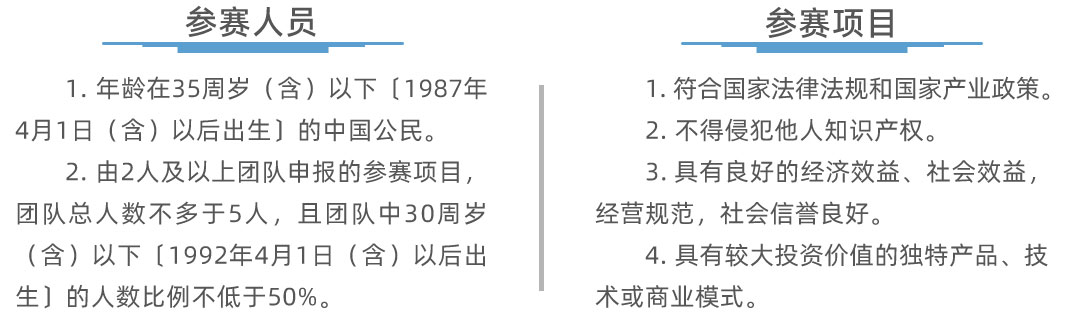 参赛人员
1. 年龄在35周岁（含）以下〔1987年
4月1日（含）以后出生〕的中国公民。
2. 由2人及以上团队申报的参赛项目，
团队总人数不多于5人，且团队中30周岁
（含）以下〔1992年4月1日（含）以后出
生〕的人数比例不低于50%。
参赛项目
1. 符合国家法律法规和国家产业政策。
2. 不得侵犯他人知识产权。
3. 具有良好的经济效益、社会效益，
经营规范，社会信誉良好。
4. 具有较大投资价值的独特产品、技
术或商业模式。